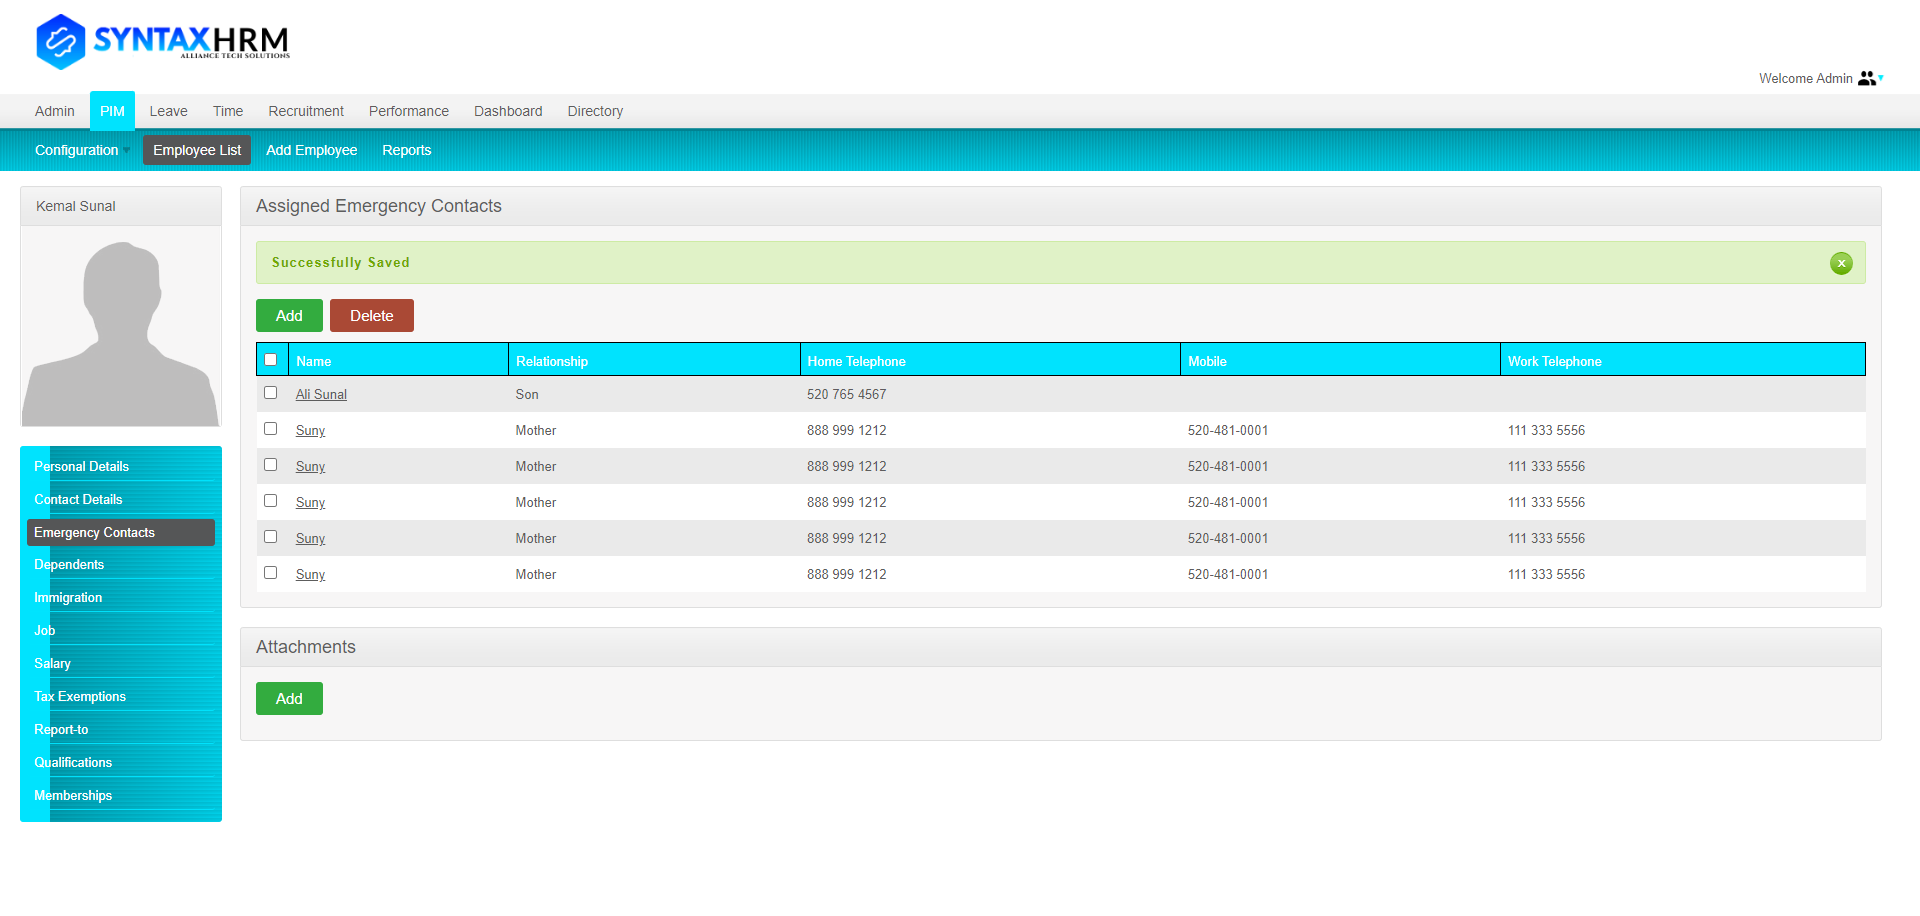 SYNTAXHRM
ALLIANCE TECH SOLUTIONS
Welcome Admin
Admin PIM Leave Time Recruitment Performance Dashboard Directory
Configuration Employee List Add Employee Reports
Kemal Sunal
Personal Details
Contact Details
Emergency Contacts
Dependents
Immigration
Job
Salary
Tax Exemptions
Report-to
Qualifications
Memberships
Assigned Emergency Contacts
Successfully Saved x
Add Delete
Name Relationship Home Telephone Mobile Work Telephone
Ali Sunal Son 520 765 4567
Suny Mother 888 999 1212 520-481-0001 111 333 5556
Suny Mother 888 999 1212 520-481-0001 111 333 5556
Suny Mother 888 999 1212 520-481-0001 111 333 5556
Suny Mother 888 999 1212 520-481-0001 111 333 5556
Suny Mother 888 999 1212 520-481-0001 111 333 5556
Attachments
Add